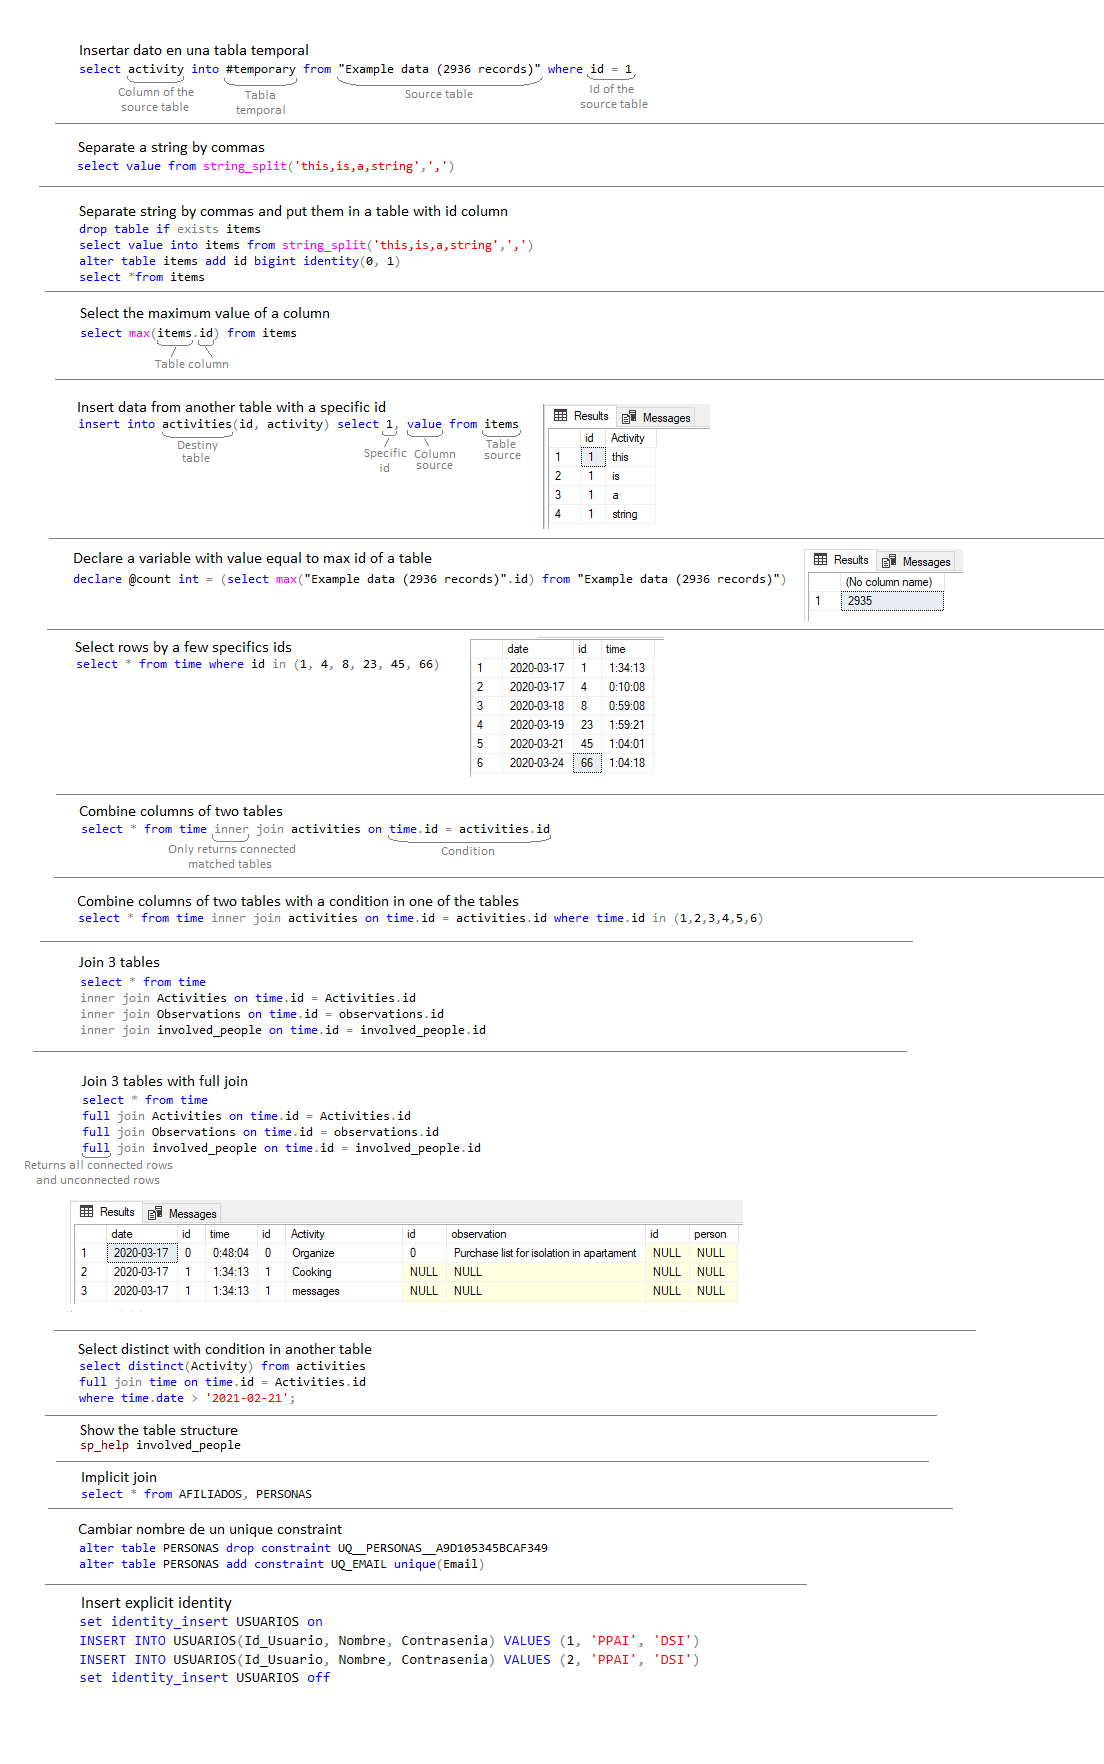 Insertar dato en una tabla temporal
select activity into #temporary from "Example data (2936 records)" where id = 1
Column of the
source table
Tabla
temporal
Source table
Id of the
source table
Separate a string by commas
select value from string_split('this,is,a,string',',')
Separate string by commas and put them in a table with id column
drop table if exists items
select value into items from string_split('this,is,a,string',',')
alter table items add id bigint identity(0, 1)
select *from items
Select the maximum value of a column
select max(items.id) from items
Table column
Insert data from another table with a specific id
insert into activities(id, activity) select 1, value from items
Destiny
table
Specific
id
Column
source
Table
source
Results Messages
id Activity
1 1 this
2 1 is
3 1 a
4 1 string
Declare a variable with value equal to max id of a table
declare @count int = (select max("Example data (2936 records)".id) from "Example data (2936 records)")
Results Messages
(No column name)
1 2935
Select rows by a few specifics ids
select * from time where id in (1, 4, 8, 23, 45, 66)
date id time
1 2020-03-17 1 1:34:13
2 2020-03-17 4 0:10:08
3 2020-03-18 8 0:59:08
4 2020-03-19 23 1:59:21
5 2020-03-21 45 1:04:01
6 2020-03-24 66 1:04:18
Combine columns of two tables
select * from time inner join activities on time.id = activities.id
Only returns connected
matched tables
Condition
Combine columns of two tables with a condition in one of the tables
select * from time inner join activities on time.id = activities.id where time.id in (1,2,3,4,5,6)
Join 3 tables
select * from time
inner join Activities on time.id = Activities.id
inner join Observations on time.id = observations.id
inner join involved_people on time.id = involved_people.id
Join 3 tables with full join
select * from time
full join Activities on time.id = Activities.id
full join Observations on time.id = observations.id
full join involved_people on time.id = involved_people.id
Returns all connected rows
and unconnected rows
Results Messages
date id time id Activity id observation id person
1 2020-03-17 0 0:48:04 0 Organize 0 Purchase list for isolation in apartament NULL NULL
2 2020-03-17 1 1:34:13 1 Cooking NULL NULL NULL NULL
3 2020-03-17 1 1:34:13 1 messages NULL NULL NULL NULL
Select distinct with condition in another table
select distinct(Activity) from activities
full join time on time.id = Activities.id
where time.date > '2021-02-21';
Show the table structure
sp_help involved_people
Implicit join
select * from AFILIADOS, PERSONAS
Cambiar nombre de un unique constraint
alter table PERSONAS drop constraint UQ__PERSONAS__A9D105345BCAF349
alter table PERSONAS add constraint UQ_EMAIL unique(Email)
Insert explicit identity
set identity_insert USUARIOS on
INSERT INTO USUARIOS(Id_Usuario, Nombre, Contrasenia) VALUES (1, 'PPAI', 'DSI')
INSERT INTO USUARIOS(Id_Usuario, Nombre, Contrasenia) VALUES (2, 'PPAI', 'DSI')
set identity_insert USUARIOS off